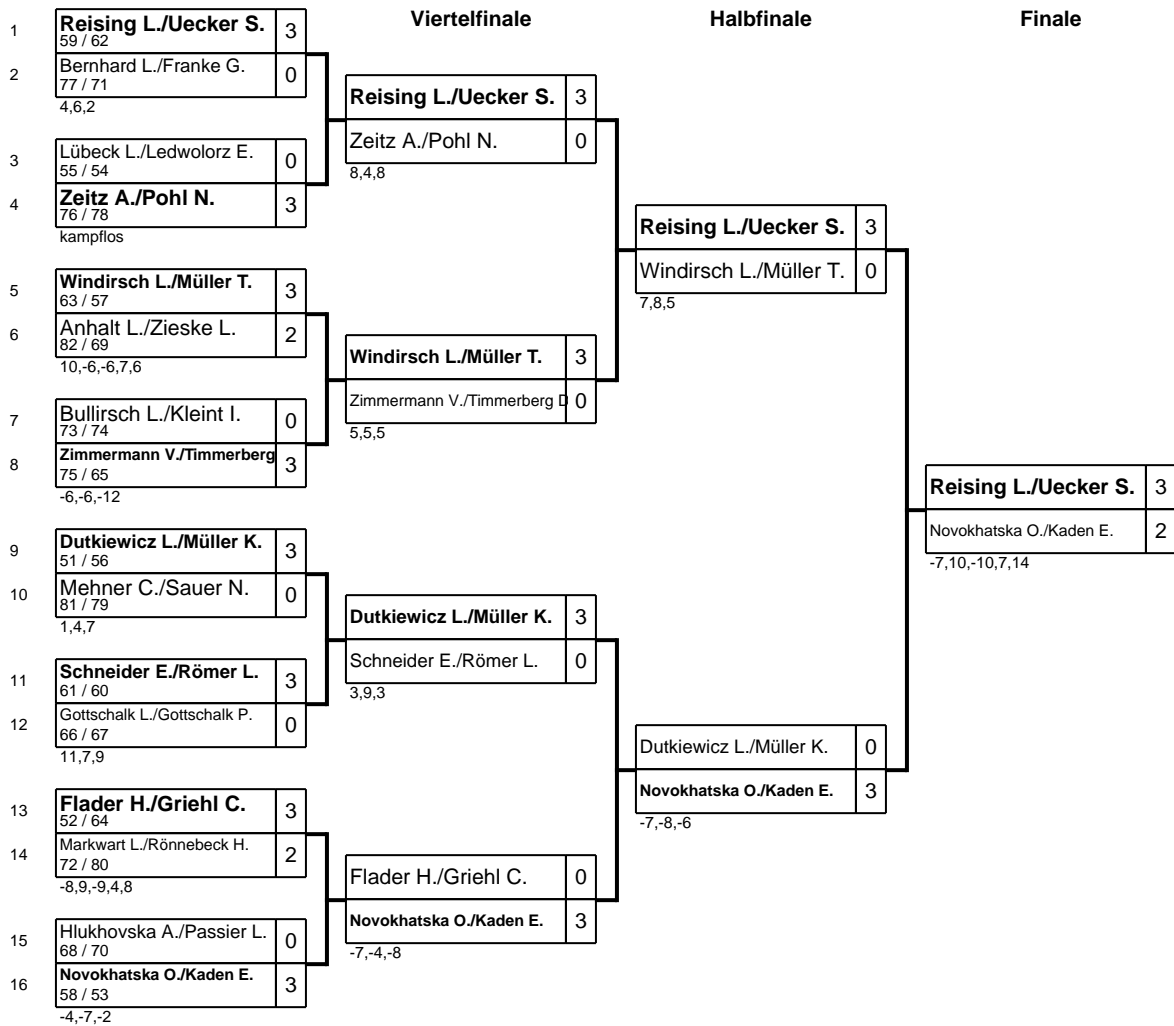 Viertelfinale
Halbfinale
Finale
1
Reising L./Uecker S.
59 / 62
3
2
Bernhard L./Franke G.
77 / 71
0
4,6,2
3
Lübeck L./Ledwolorz E.
55 / 54
0
4
Zeitz A./Pohl N.
76 / 78
3
kampflos
5
Windirsch L./Müller T.
63 / 57
3
6
Anhalt L./Zieske L.
82 / 69
2
10,-6,-6,7,6
7
Bullirsch L./Kleint I.
73 / 74
0
8
Zimmermann V./Timmerberg
75 / 65
3
-6,-6,-12
9
Dutkiewicz L./Müller K.
51 / 56
3
10
Mehner C./Sauer N.
81 / 79
0
1,4,7
11
Schneider E./Römer L.
61 / 60
3
12
Gottschalk L./Gottschalk P.
66 / 67
0
11,7,9
13
Flader H./Griehl C.
52 / 64
3
14
Markwart L./Rönnebeck H.
72 / 80
2
-8,9,-9,4,8
15
Hlukhovska A./Passier L.
68 / 70
0
16
Novokhatska O./Kaden E.
58 / 53
3
-4,-7,-2
Reising L./Uecker S.
3
Zeitz A./Pohl N.
0
8,4,8
Windirsch L./Müller T.
3
Zimmermann V./Timmerberg D
0
5,5,5
Dutkiewicz L./Müller K.
3
Schneider E./Römer L.
0
3,9,3
Flader H./Griehl C.
0
Novokhatska O./Kaden E.
3
-7,-4,-8
Reising L./Uecker S.
3
Windirsch L./Müller T.
0
7,8,5
Dutkiewicz L./Müller K.
0
Novokhatska O./Kaden E.
3
-7,-8,-6
Reising L./Uecker S.
3
Novokhatska O./Kaden E.
2
-7,10,-10,7,14